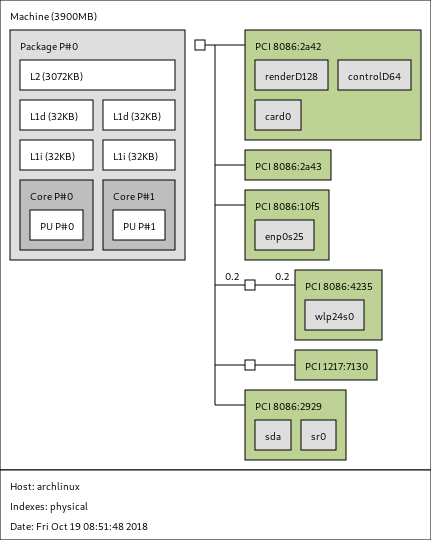 Machine (3900MB)
Package P#0
L2 (3072KB)
L1d (32KB)
L1d (32KB)
L1i (32KB)
L1i (32KB)
Core P#0
Core P#1
PU P#0
PU P#1
PCI 8086:2a42
renderD128
controlD64
card0
PCI 8086:2a43
PCI 8086:10f5
enp0s25
0.2
0.2
PCI 8086:4235
wlp24s0
PCI 1217:7130
PCI 8086:2929
sda
sr0
Host: archlinux
Indexes: physical
Date: Fri Oct 19 08:51:48 2018